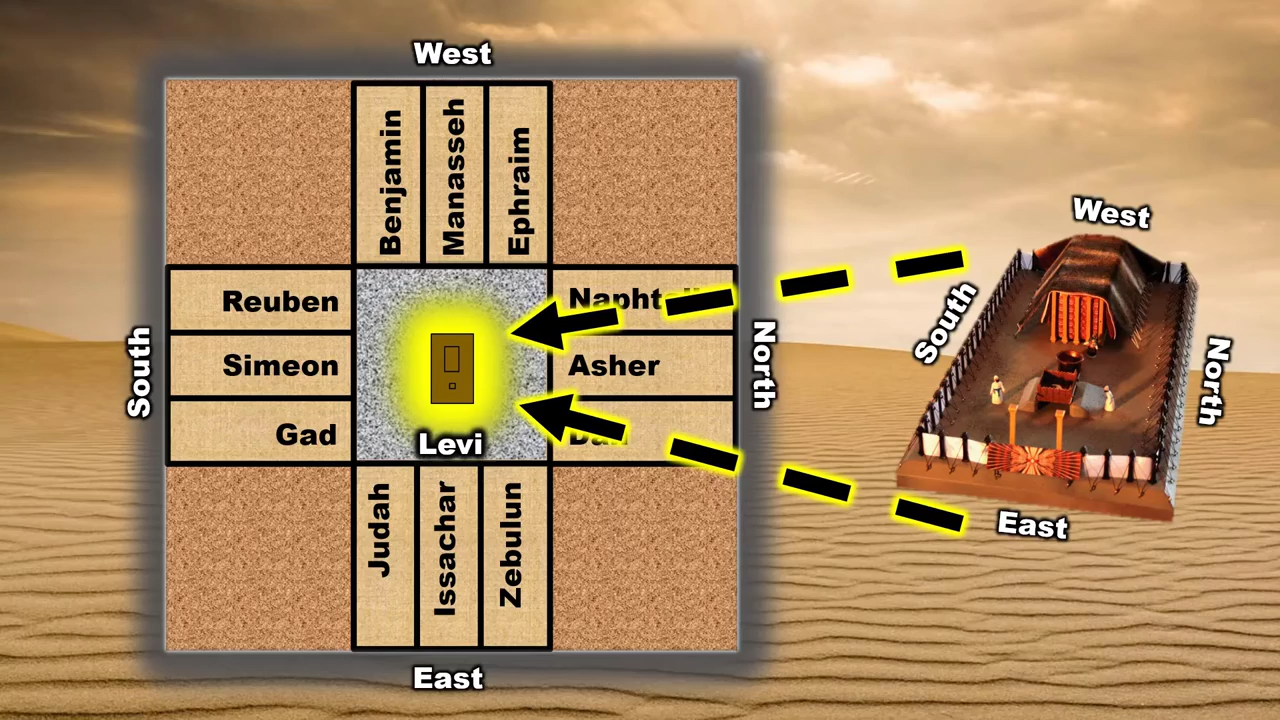 West
Benjamin
Manasseh
Ephraim
West
Reuben
South
Simeon
Asher
North
South
North
Gad
Levi
Judah
Issachar
Zebulun
East
East